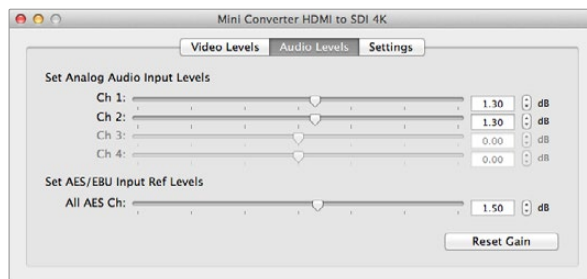 Mini Converter HDMI to SDI 4K
Video Levels Audio Levels Settings
Set Analog Audio Input Levels
Ch 1: 1.30 dB
Ch 2: 1.30 dB
Ch 3: 0.00 dB
Ch 4: 0.00 dB
Set AES/EBU Input Ref Levels
All AES Ch: 1.50 dB
Reset Gain